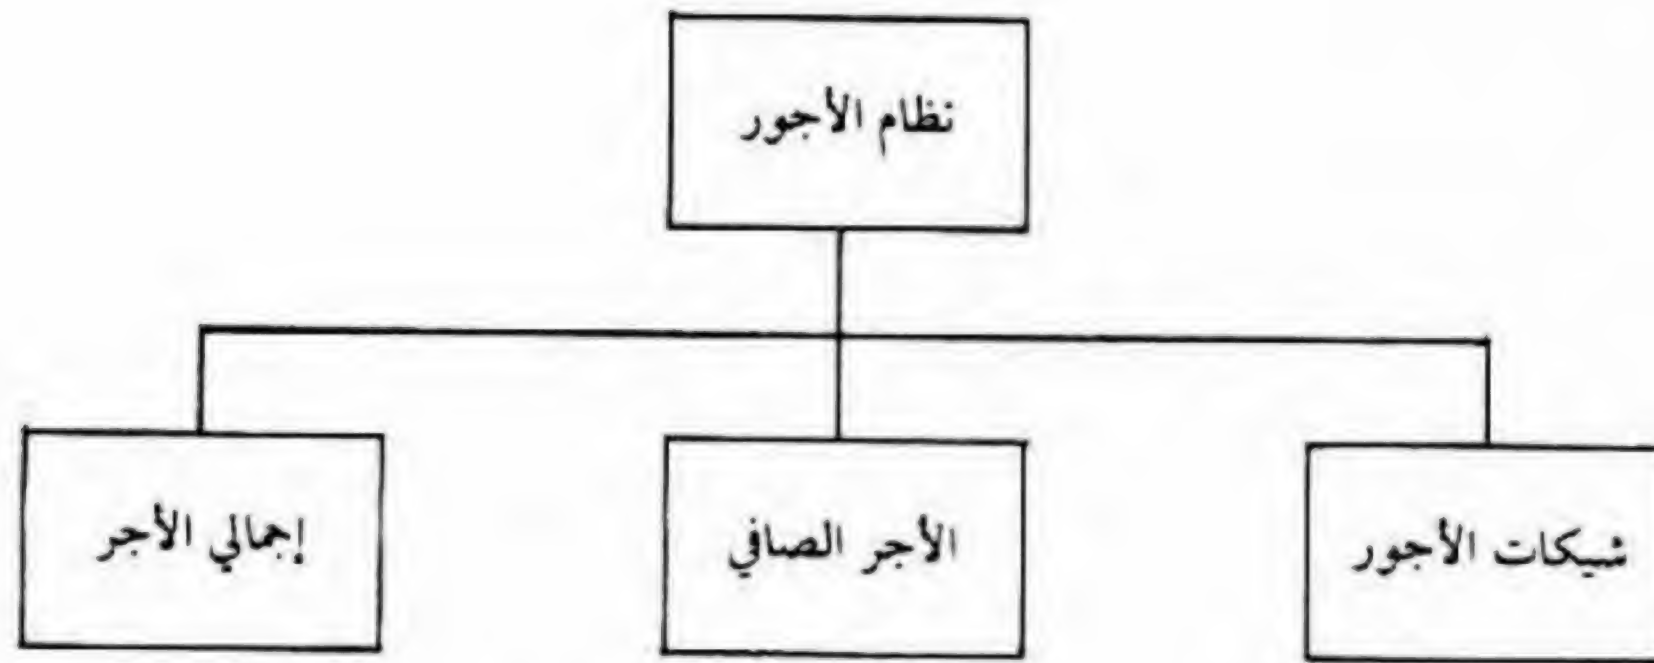 نظام الأجور
شيكات الأجور
الأجر الصافي
إجمالي الأجر